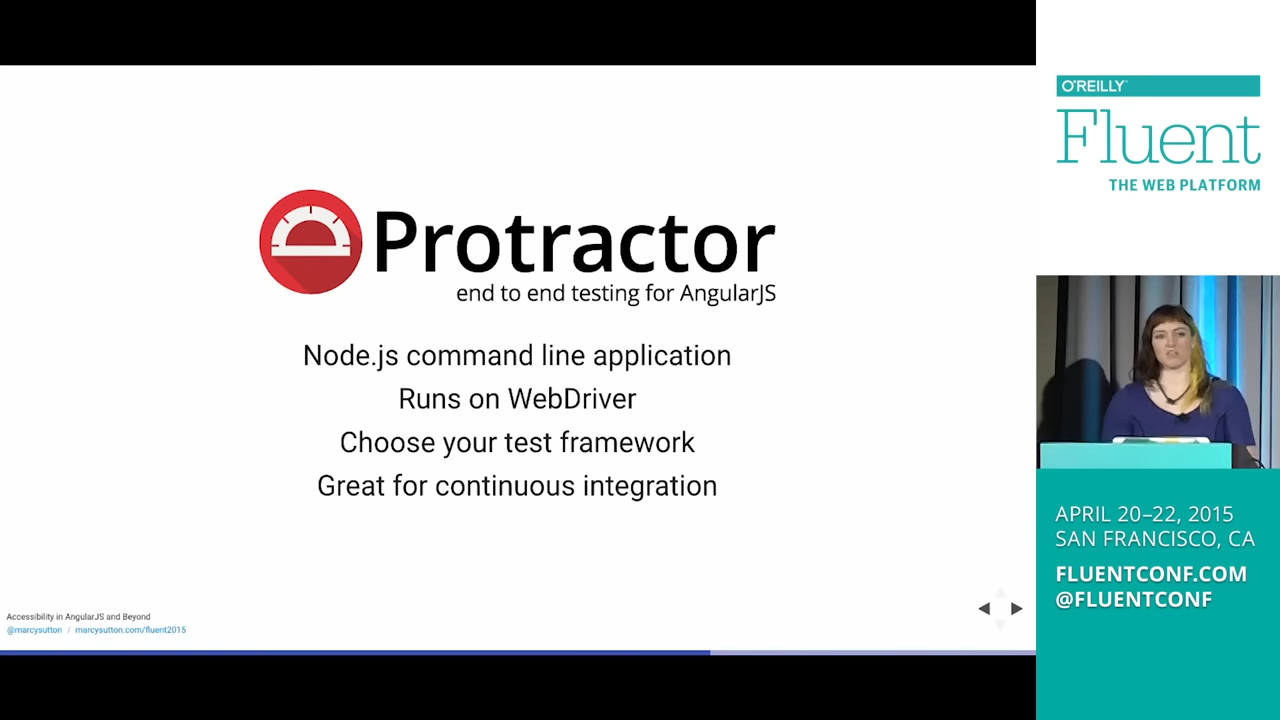 Protractor
end to end testing for AngularJS
Node.js command line application
Runs on WebDriver
Choose your test framework
Great for continuous integration
Accessibility in AngularJS and Beyond
@marcysutton / marcysutton.com/fluent2015
O'REILLY™
Fluent
THE WEB PLATFORM
APRIL 20–22, 2015
SAN FRANCISCO, CA
FLUENTCONF.COM
@FLUENTCONF